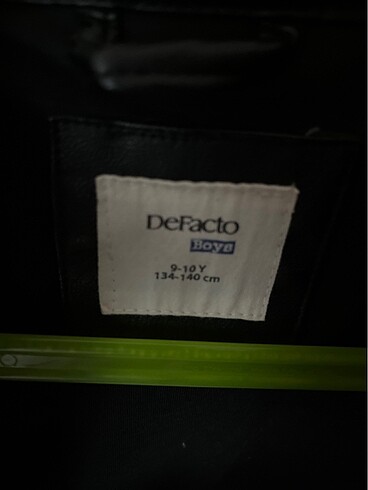 DeFacto
Boys
9-10 Y
134-140 cm